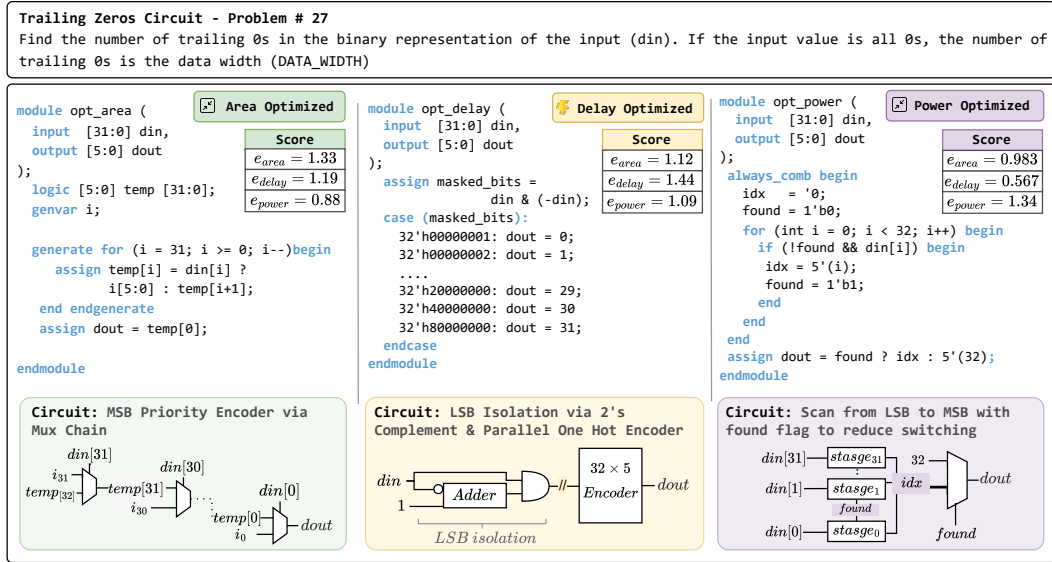 Trailing Zeros Circuit - Problem # 27
Find the number of trailing 0s in the binary representation of the input (din). If the input value is all 0s, the number of
trailing 0s is the data width (DATA_WIDTH)
Area Optimized
module opt_area (
input [31:0] din,
output [5:0] dout
);
logic [5:0] temp [31:0];
genvar i;
generate for (i = 31; i >= 0; i--)begin
assign temp[i] = din[i] ?
i[5:0] : temp[i+1];
end endgenerate
assign dout = temp[0];
endmodule
Score
e_area = 1.33
e_delay = 1.19
e_power = 0.88
Circuit: MSB Priority Encoder via
Mux Chain
din[31]
i_31
temp_[32]
din[30]
temp[31]
i_30
din[0]
temp[0]
i_0
dout
Delay Optimized
module opt_delay (
input [31:0] din,
output [5:0] dout
);
assign masked_bits =
din & (-din);
case (masked_bits):
32'h00000001: dout = 0;
32'h00000002: dout = 1;
....
32'h20000000: dout = 29;
32'h40000000: dout = 30
32'h80000000: dout = 31;
endcase
endmodule
Score
e_area = 1.12
e_delay = 1.44
e_power = 1.09
Circuit: LSB Isolation via 2's
Complement & Parallel One Hot Encoder
din
1
Adder
//
32 × 5
Encoder
dout
LSB isolation
Power Optimized
module opt_power (
input [31:0] din,
output [5:0] dout
);
always_comb begin
idx = '0;
found = 1'b0;
for (int i = 0; i < 32; i++) begin
if (!found && din[i]) begin
idx = 5'(i);
found = 1'b1;
end
end
end
assign dout = found ? idx : 5'(32);
endmodule
Score
e_area = 0.983
e_delay = 0.567
e_power = 1.34
Circuit: Scan from LSB to MSB with
found flag to reduce switching
din[31]
stasge_31
32
din[1]
stasge_1
idx
dout
found
din[0]
stasge_0
found